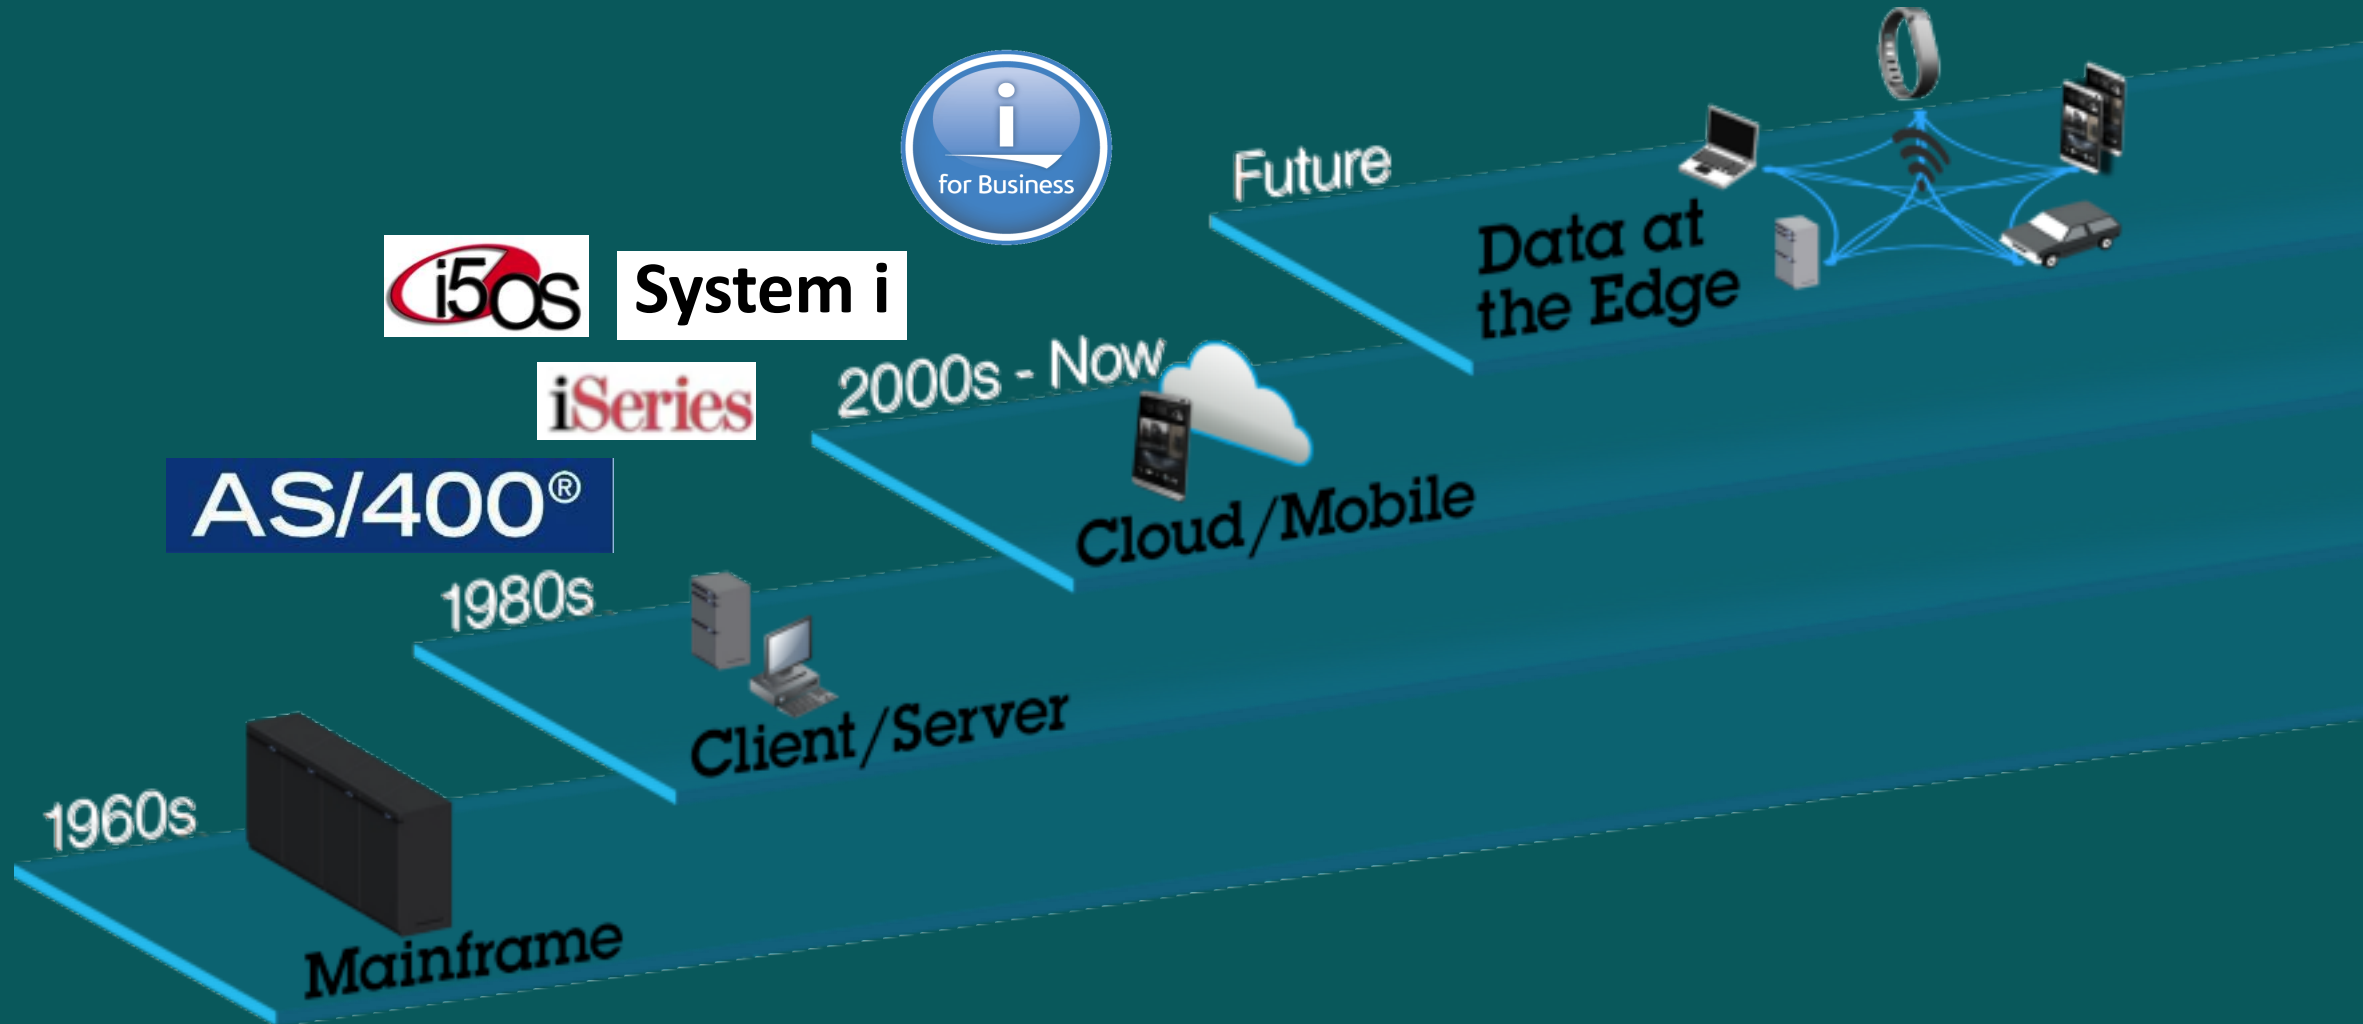 i
for Business
Future
Data at
the Edge
i5OS
System i
2000s - Now
iSeries
Cloud/Mobile
AS/400®
1980s
Client/Server
1960s
Mainframe